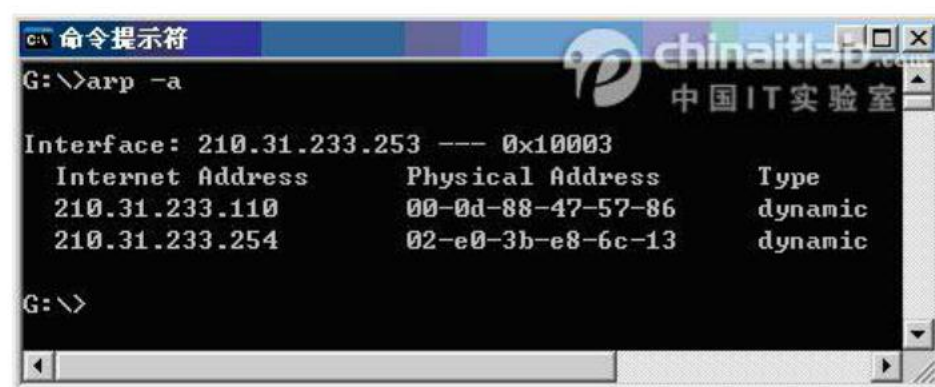 命令提示符
chinaitlab.com
中国IT实验室
G:\>arp -a
Interface: 210.31.233.253 --- 0x10003
Internet Address Physical Address Type
210.31.233.110 00-0d-88-47-57-86 dynamic
210.31.233.254 02-e0-3b-e8-6c-13 dynamic
G:\>